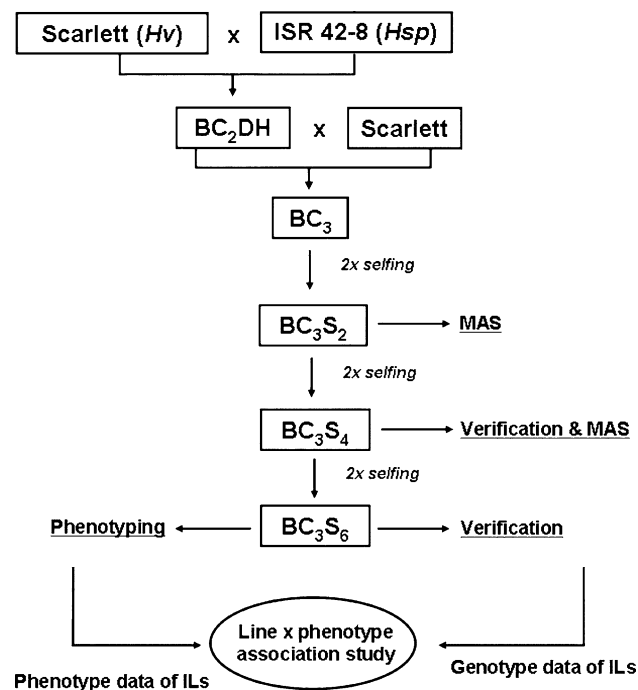 Scarlett (Hv) x ISR 42-8 (Hsp)
BC2DH x Scarlett
BC3
2x selfing
BC3S2 MAS
2x selfing
BC3S4 Verification & MAS
2x selfing
Phenotyping BC3S6 Verification
Line x phenotype
association study
Phenotype data of ILs Genotype data of ILs